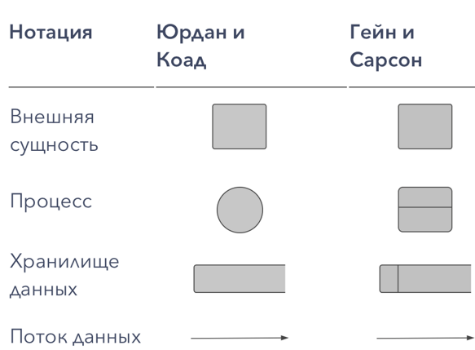 Нотация
Юрдан и
Коад
Гейн и
Сарсон
Внешняя
сущность
Процесс
Хранилище
данных
Поток данных